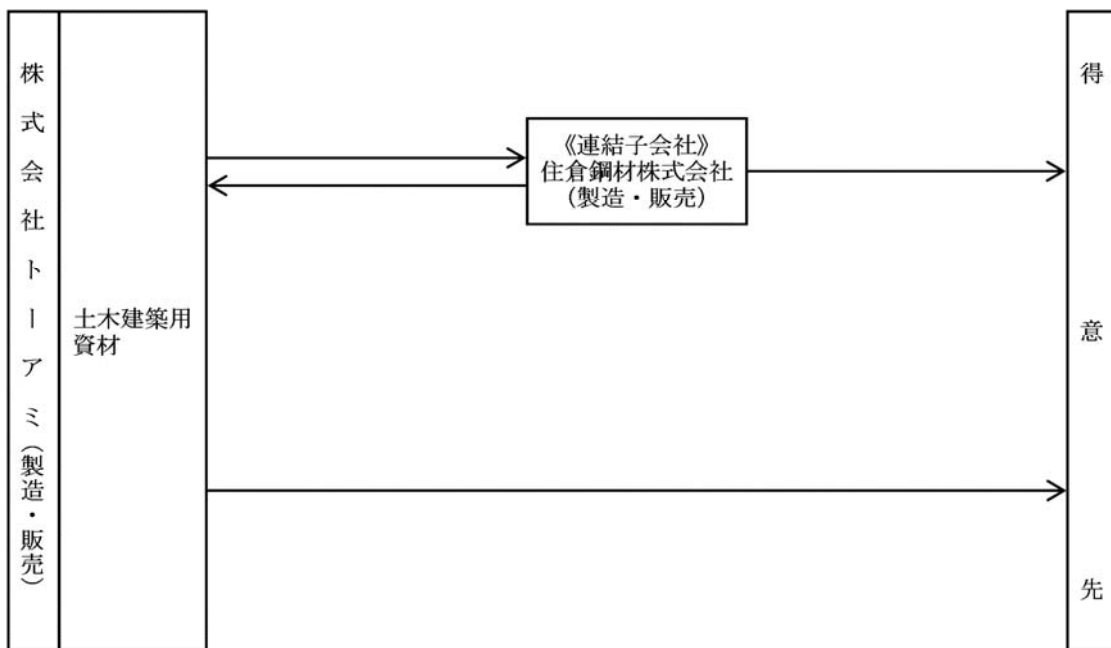 株式会社トーアミ(製造・販売)
土木建築用
資材
《連結子会社》
住倉鋼材株式会社
(製造・販売)
得意先